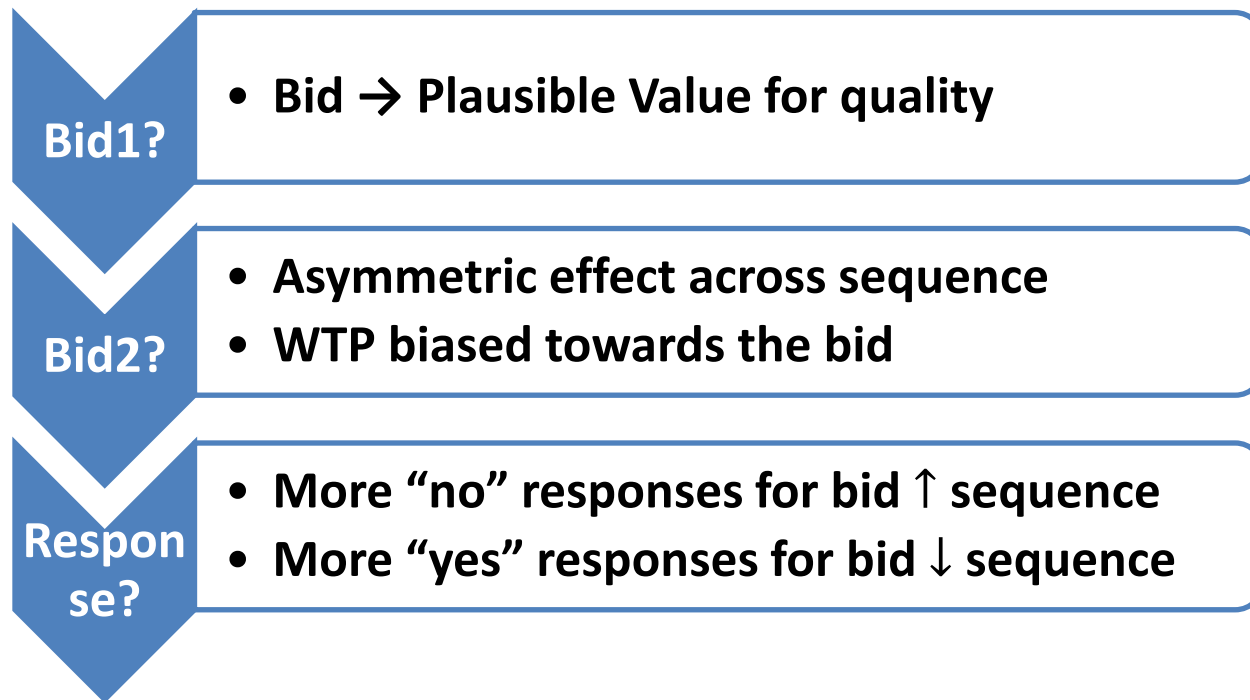 Bid1?
• Bid → Plausible Value for quality
Bid2?
• Asymmetric effect across sequence
• WTP biased towards the bid
Respon
se?
• More “no” responses for bid ↑ sequence
• More “yes” responses for bid ↓ sequence